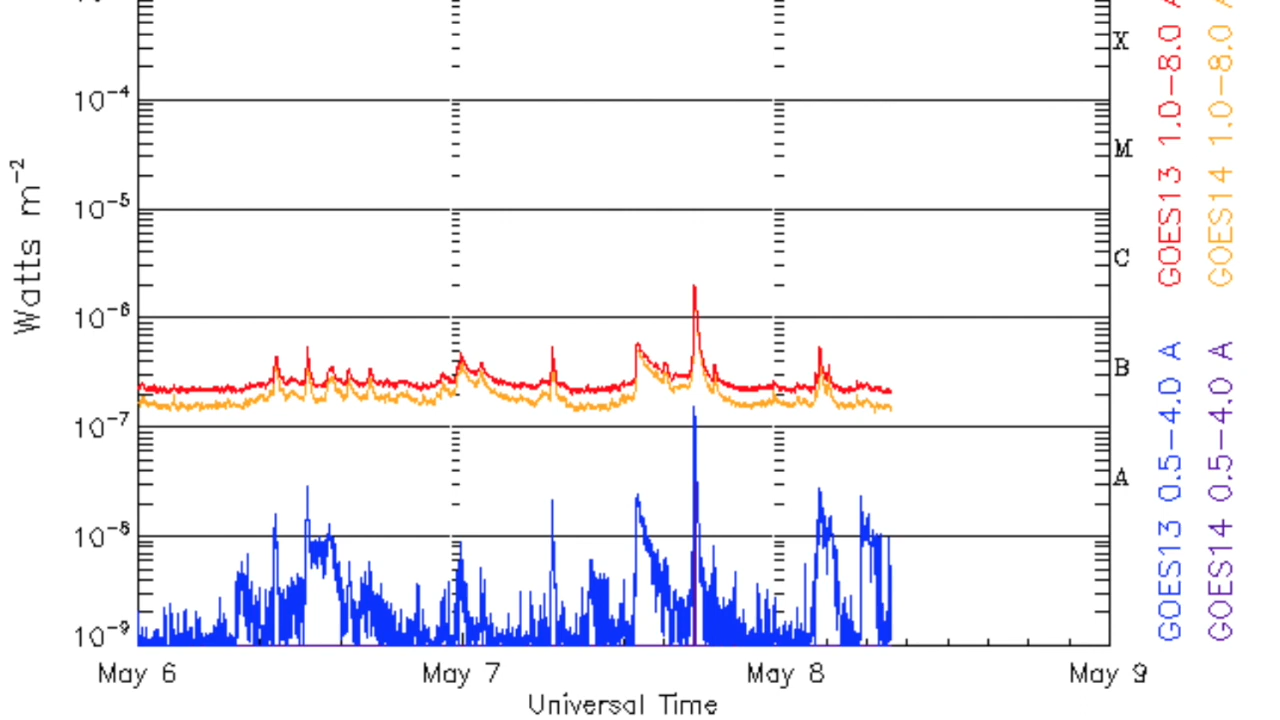 X
10⁻⁴
M
10⁻⁵
C
10⁻⁶
B
10⁻⁷
A
10⁻⁸
10⁻⁹
Watts m⁻²
May 6
May 7
May 8
May 9
Universal Time
GOES13 0.5-4.0 A
GOES13 1.0-8.0 A
GOES14 0.5-4.0 A
GOES14 1.0-8.0 A